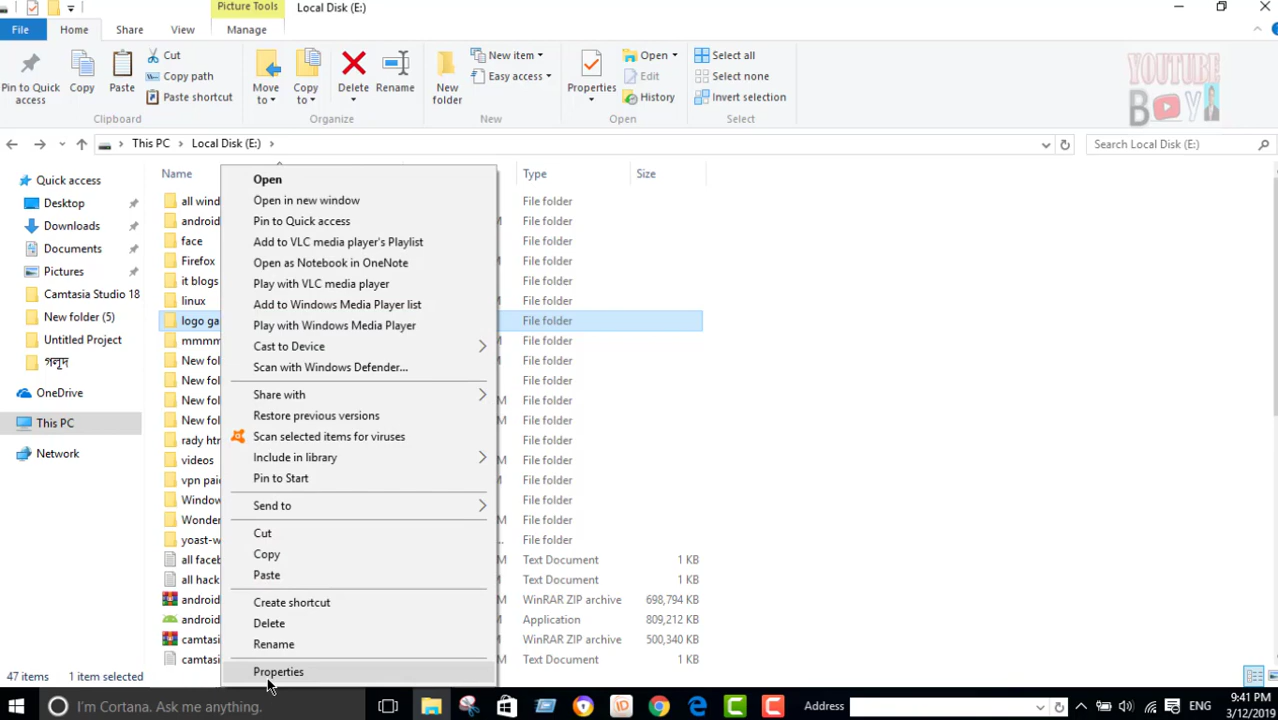 Picture Tools
Local Disk (E:)
File
Home
Share
View
Manage
Pin to Quick access
Copy
Paste
Cut
Copy path
Paste shortcut
Clipboard
Move to
Copy to
Delete
Rename
Organize
New folder
New item
Easy access
New
Properties
Open
Edit
History
Open
Select all
Select none
Invert selection
Select
YOUTUBE
BOY
This PC
Local Disk (E:)
Search Local Disk (E:)
Quick access
Desktop
Downloads
Documents
Pictures
Camtasia Studio 18
New folder (5)
Untitled Project
OneDrive
This PC
Network
Name
Type
Size
all wind
File folder
android
File folder
face
File folder
Firefox
File folder
it blogs
File folder
linux
File folder
logo ga
File folder
mmmm
File folder
New fol
File folder
New fol
File folder
New fol
File folder
New fol
File folder
rady htr
File folder
videos
File folder
vpn paid
File folder
Window
File folder
Wonder
File folder
yoast-w
File folder
all faceb
Text Document
1 KB
all hack
Text Document
1 KB
android
WinRAR ZIP archive
698,794 KB
android
Application
809,212 KB
camtasi
WinRAR ZIP archive
500,340 KB
camtasi
Text Document
1 KB
Open
Open in new window
Pin to Quick access
Add to VLC media player's Playlist
Open as Notebook in OneNote
Play with VLC media player
Add to Windows Media Player list
Play with Windows Media Player
Cast to Device
Scan with Windows Defender...
Share with
Restore previous versions
Scan selected items for viruses
Include in library
Pin to Start
Send to
Cut
Copy
Paste
Create shortcut
Delete
Rename
Properties
47 items
1 item selected
I'm Cortana. Ask me anything.
Address
ENG
9:41 PM
3/12/2019